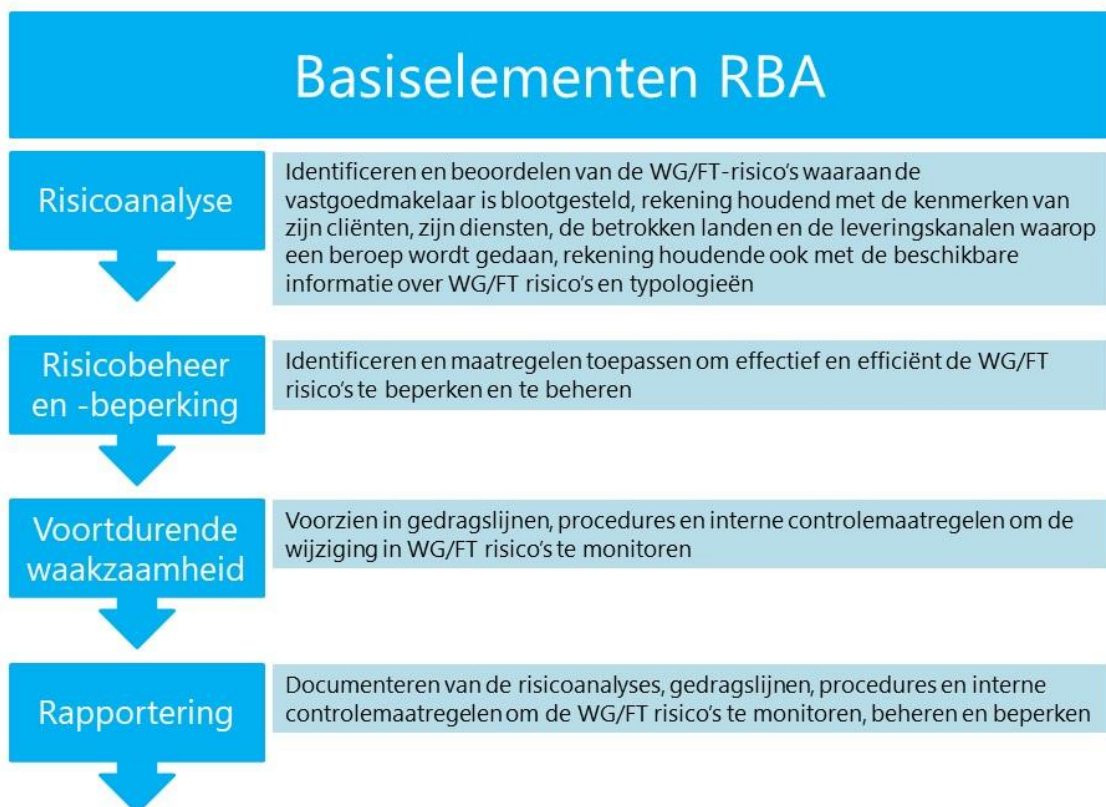 Basiselementen RBA
Risicoanalyse
Identificeren en beoordelen van de WG/FT-risico's waaraan de
vastgoedmakelaar is blootgesteld, rekening houdend met de kenmerken van
zijn cliënten, zijn diensten, de betrokken landen en de leveringskanalen waarop
een beroep wordt gedaan, rekening houdende ook met de beschikbare
informatie over WG/FT risico's en typologieën
Risicobeheer
en -beperking
Identificeren en maatregelen toepassen om effectief en efficiënt de WG/FT
risico's te beperken en te beheren
Voortdurende
waakzaamheid
Voorzien in gedragslijnen, procedures en interne controlemaatregelen om de
wijziging in WG/FT risico's te monitoren
Rapportering
Documenteren van de risicoanalyses, gedragslijnen, procedures en interne
controlemaatregelen om de WG/FT risico's te monitoren, beheren en beperken